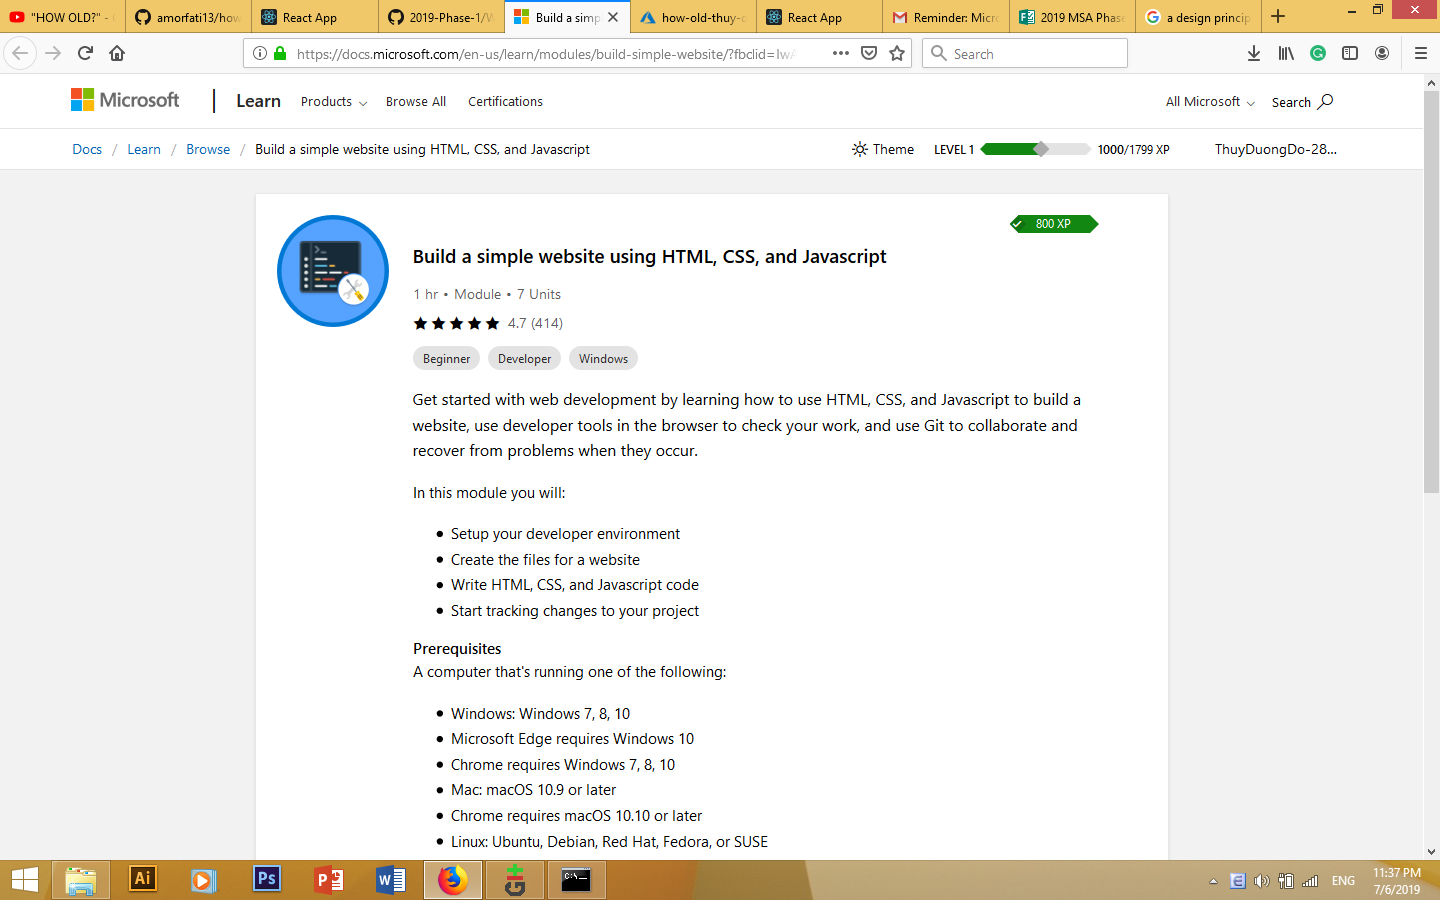 "HOW OLD?" -
amorfati13/how
React App
2019-Phase-1/W
Build a simp
how-old-thuy-d
React App
Reminder: Micro
2019 MSA Phase
a design princip
https://docs.microsoft.com/en-us/learn/modules/build-simple-website/?fbclid=IwA
Search
Microsoft
Learn
Products
Browse All
Certifications
All Microsoft
Search
Docs / Learn / Browse / Build a simple website using HTML, CSS, and Javascript
Theme
LEVEL 1
1000/1799 XP
ThuyDuongDo-28...
800 XP
Build a simple website using HTML, CSS, and Javascript
1 hr • Module • 7 Units
4.7 (414)
Beginner
Developer
Windows
Get started with web development by learning how to use HTML, CSS, and Javascript to build a
website, use developer tools in the browser to check your work, and use Git to collaborate and
recover from problems when they occur.
In this module you will:
• Setup your developer environment
• Create the files for a website
• Write HTML, CSS, and Javascript code
• Start tracking changes to your project
Prerequisites
A computer that's running one of the following:
• Windows: Windows 7, 8, 10
• Microsoft Edge requires Windows 10
• Chrome requires Windows 7, 8, 10
• Mac: macOS 10.9 or later
• Chrome requires macOS 10.10 or later
• Linux: Ubuntu, Debian, Red Hat, Fedora, or SUSE
Ai
Ps
P
W
C:\_
ENG
11:37 PM
7/6/2019